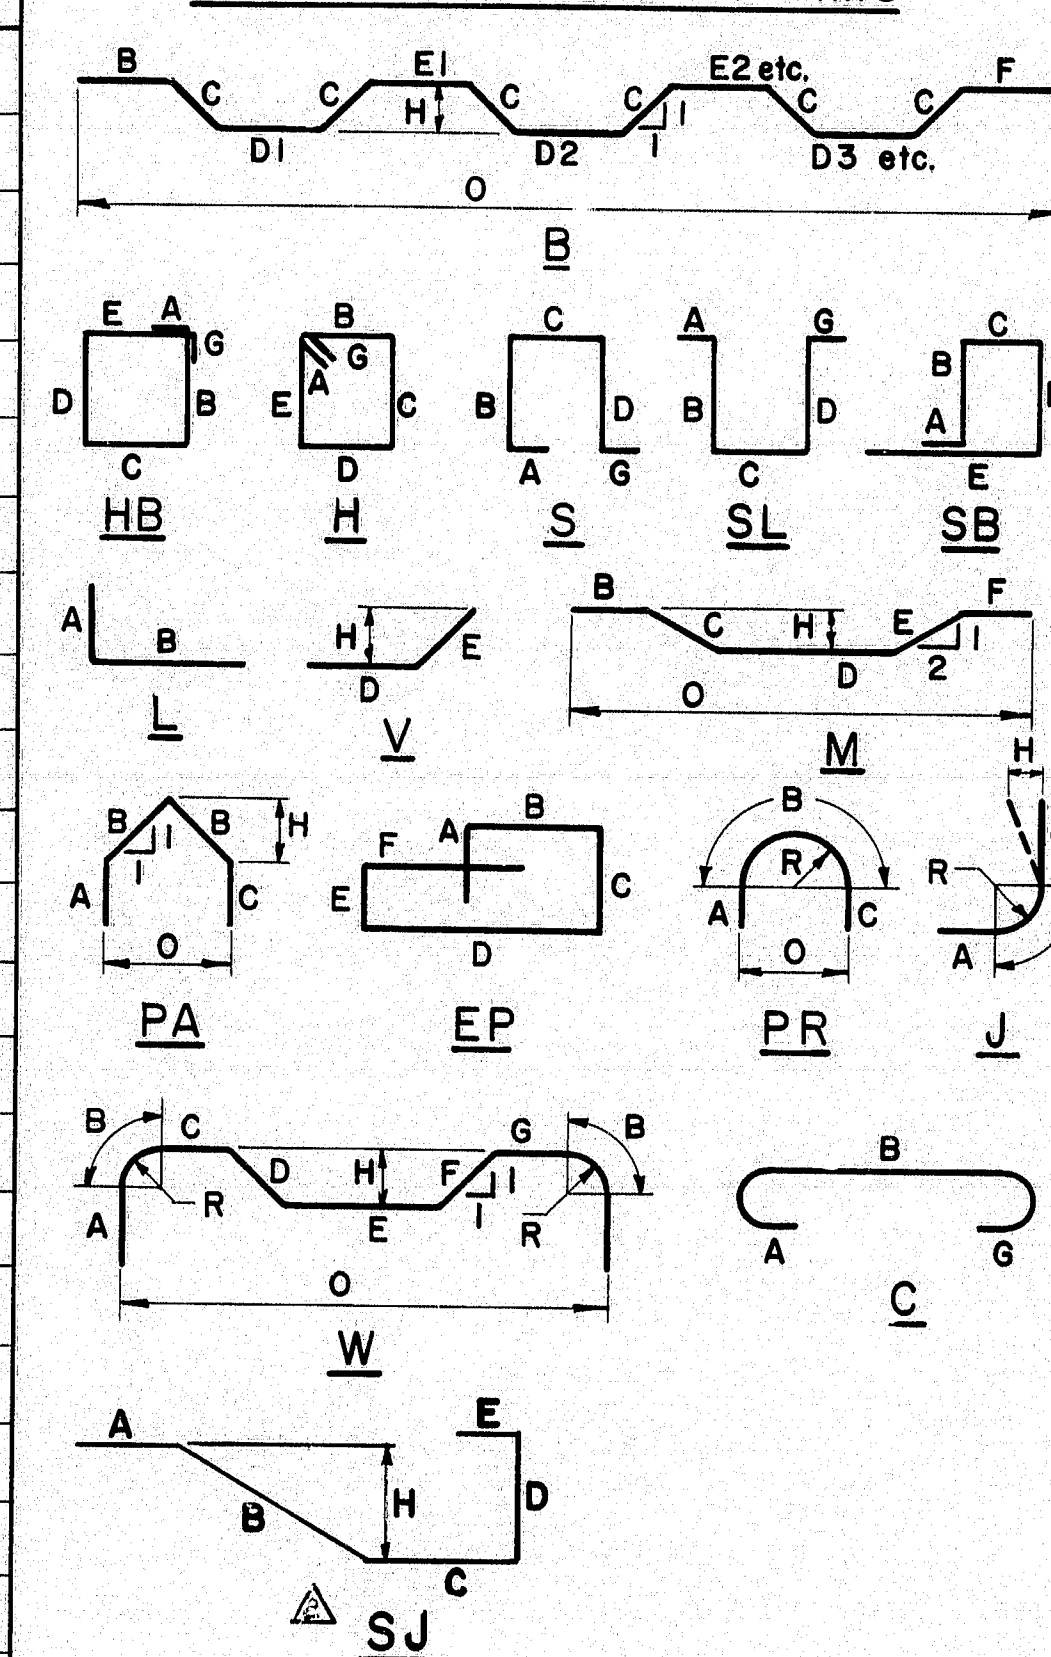 B C D1 C E1 H C D2 C 1 1 E2 etc. C D3 etc. C F
O
B
E A G D B C
HB
B G A E C D
H
C B D A G
S
A G B D C
SL
C B A E
SB
A B
L
H E D
V
B C H E F 1 2 D
O
M
B B H 1 1 A C
O
PA
B A F C E D
EP
B R A C
O
PR
H R A
J
B C D H F G 1 1 B R R A E
O
W
B A G
C
A E B H D C
2 SJ